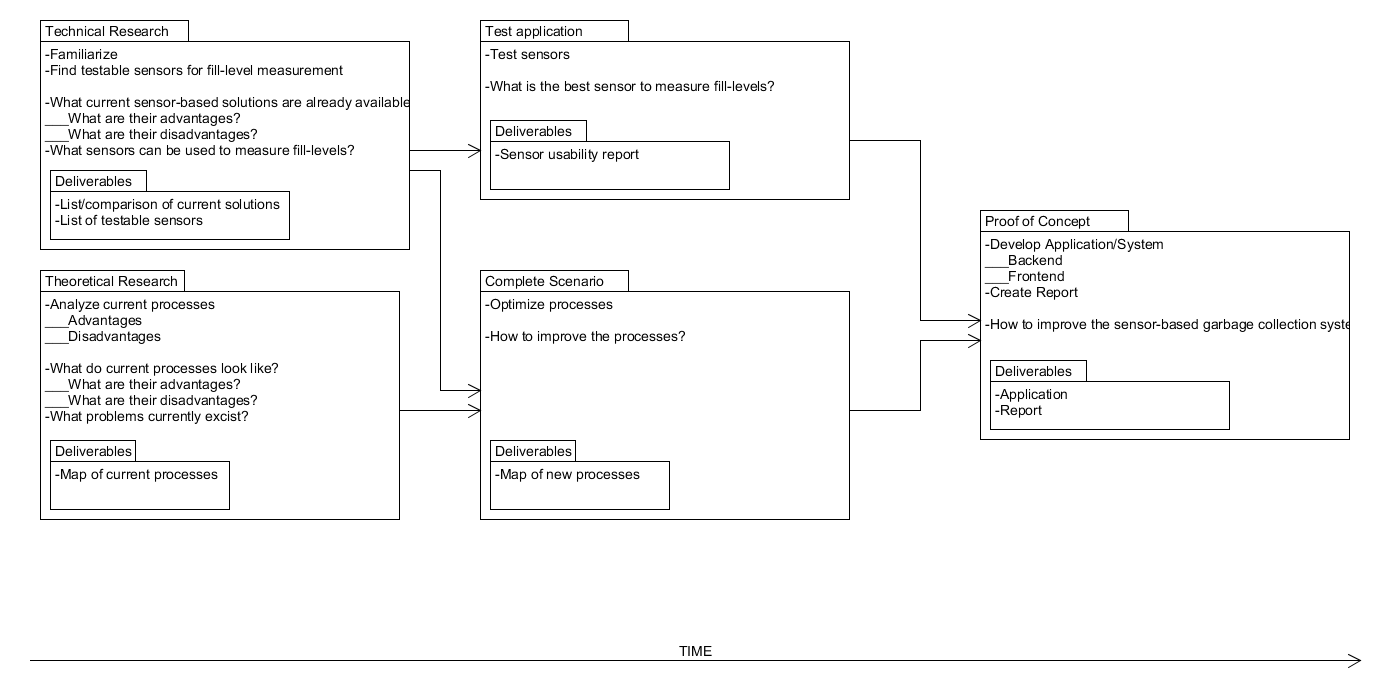 Technical Research
-Familiarize
-Find testable sensors for fill-level measurement
-What current sensor-based solutions are already available
___What are their advantages?
___What are their disadvantages?
-What sensors can be used to measure fill-levels?
Deliverables
-List/comparison of current solutions
-List of testable sensors
Theoretical Research
-Analyze current processes
___Advantages
___Disadvantages
-What do current processes look like?
___What are their advantages?
___What are their disadvantages?
-What problems currently excist?
Deliverables
-Map of current processes
Test application
-Test sensors
-What is the best sensor to measure fill-levels?
Deliverables
-Sensor usability report
Complete Scenario
-Optimize processes
-How to improve the processes?
Deliverables
-Map of new processes
Proof of Concept
-Develop Application/System
___Backend
___Frontend
-Create Report
-How to improve the sensor-based garbage collection syste
Deliverables
-Application
-Report
TIME